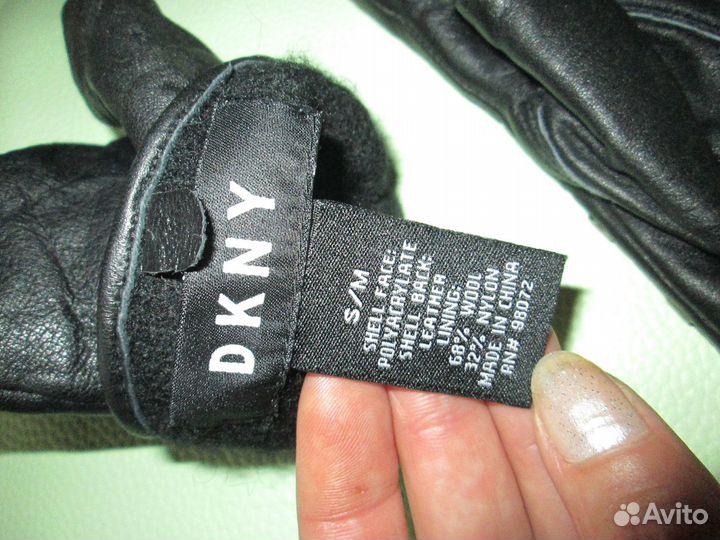 DKNY
S/M
SHELL FACE:
POLYACRYLATE
SHELL BACK:
LEATHER
LINING:
68% WOOL
32% NYLON
MADE IN CHINA
RN# 98072
Avito